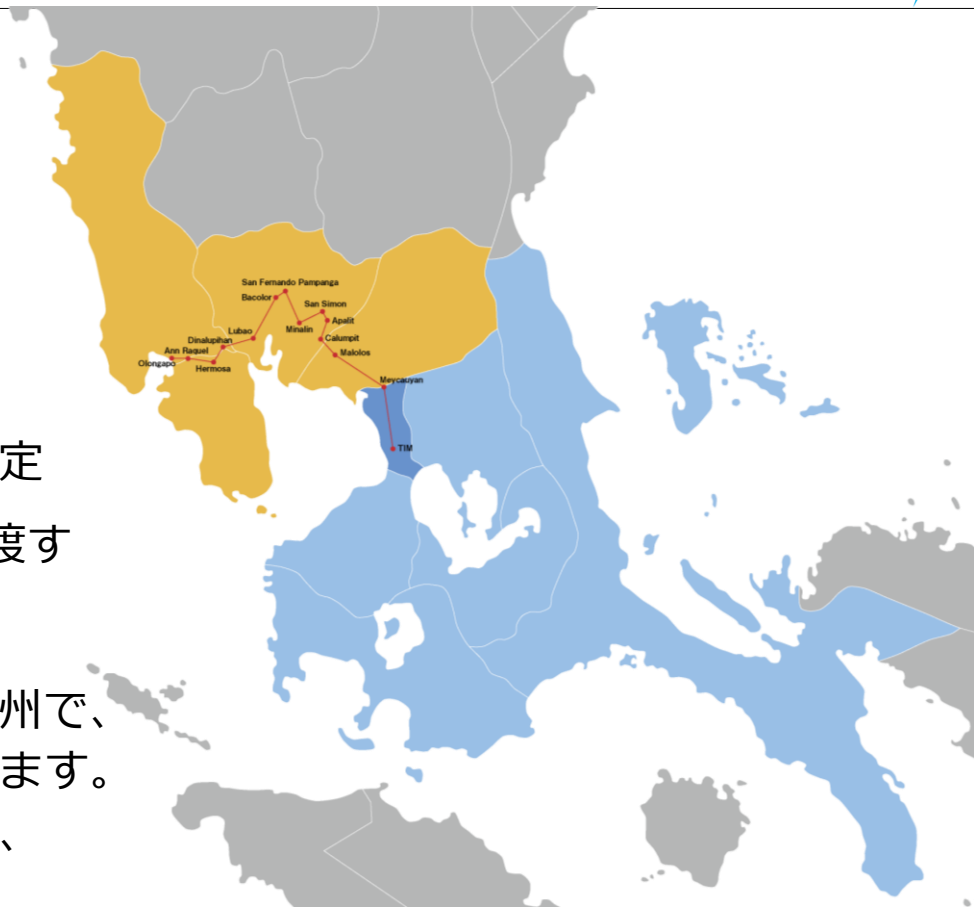 San Fernando Pampanga
Bacolor
San Simon
Apalit
Minalin
Lubao
Calumpit
Dinalupihan
Malolos
Ann Raquel
Olongapo
Hermosa
Meycauyan
TIM
定
度す
州で、
ます。
、